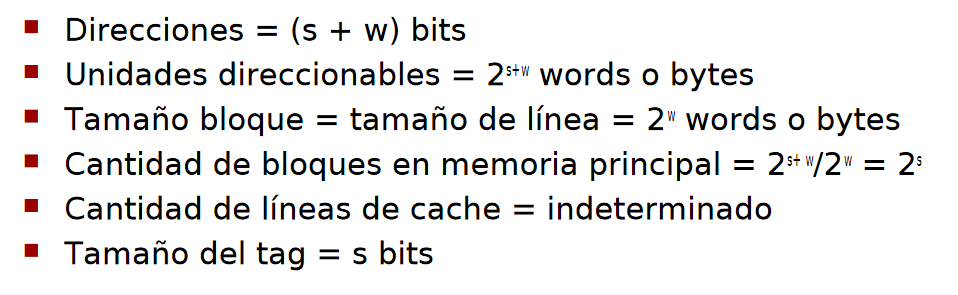 Direcciones = (s + w) bits
Unidades direccionables = 2^s+w words o bytes
Tamaño bloque = tamaño de línea = 2^w words o bytes
Cantidad de bloques en memoria principal = 2^s+ w/2^w = 2^s
Cantidad de líneas de cache = indeterminado
Tamaño del tag = s bits